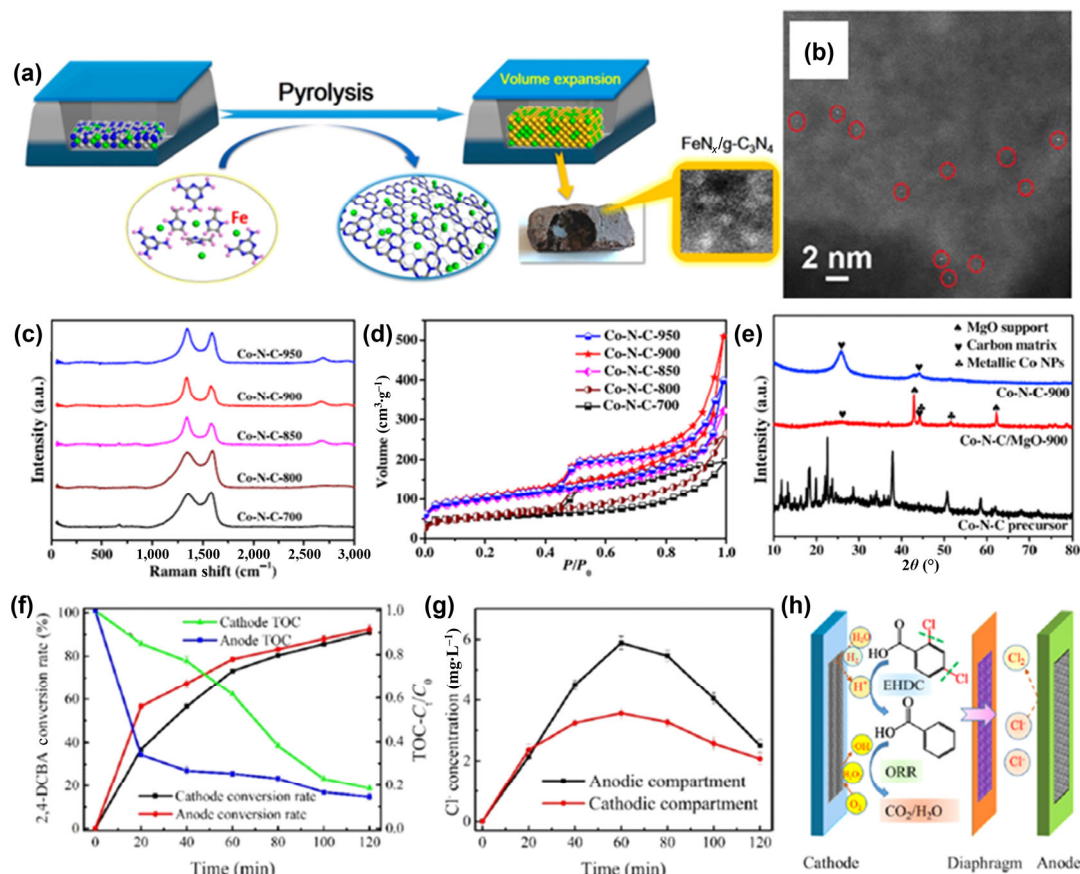 (a)
Pyrolysis
Volume expansion
FeNx/g-C3N4
Fe
(b)
2 nm
(c)
Co-N-C-950
Co-N-C-900
Co-N-C-850
Co-N-C-800
Co-N-C-700
Intensity (a.u.)
0 500 1,000 1,500 2,000 2,500 3,000
Raman shift (cm−1)
(d)
Co-N-C-950
Co-N-C-900
Co-N-C-850
Co-N-C-800
Co-N-C-700
Volume (cm3·g−1)
500
400
300
200
100
0
0.0 0.2 0.4 0.6 0.8 1.0
P/P0
(e)
MgO support
Carbon matrix
Metallic Co NPs
Co-N-C-900
Co-N-C/MgO-900
Co-N-C precursor
Intensity (a.u.)
10 20 30 40 50 60 70 80
2θ (°)
(f)
2,4-DCBA conversion rate (%)
100
80
60
40
20
0
Cathode TOC
Anode TOC
Cathode conversion rate
Anode conversion rate
1.0
0.8
0.6
0.4
0.2
0.0
TOC-Ct/C0
0 20 40 60 80 100 120
Time (min)
(g)
Cl- concentration (mg·L−1)
8
6
4
2
0
Anodic compartment
Cathodic compartment
0 20 40 60 80 100 120
Time (min)
(h)
H2O
H2
H+
O
HO
Cl
Cl
EHDC
O
HO
·OH
H2O2
O2
ORR
CO2/H2O
Cl2
Cl-
Cl-
Cathode
Diaphragm
Anode